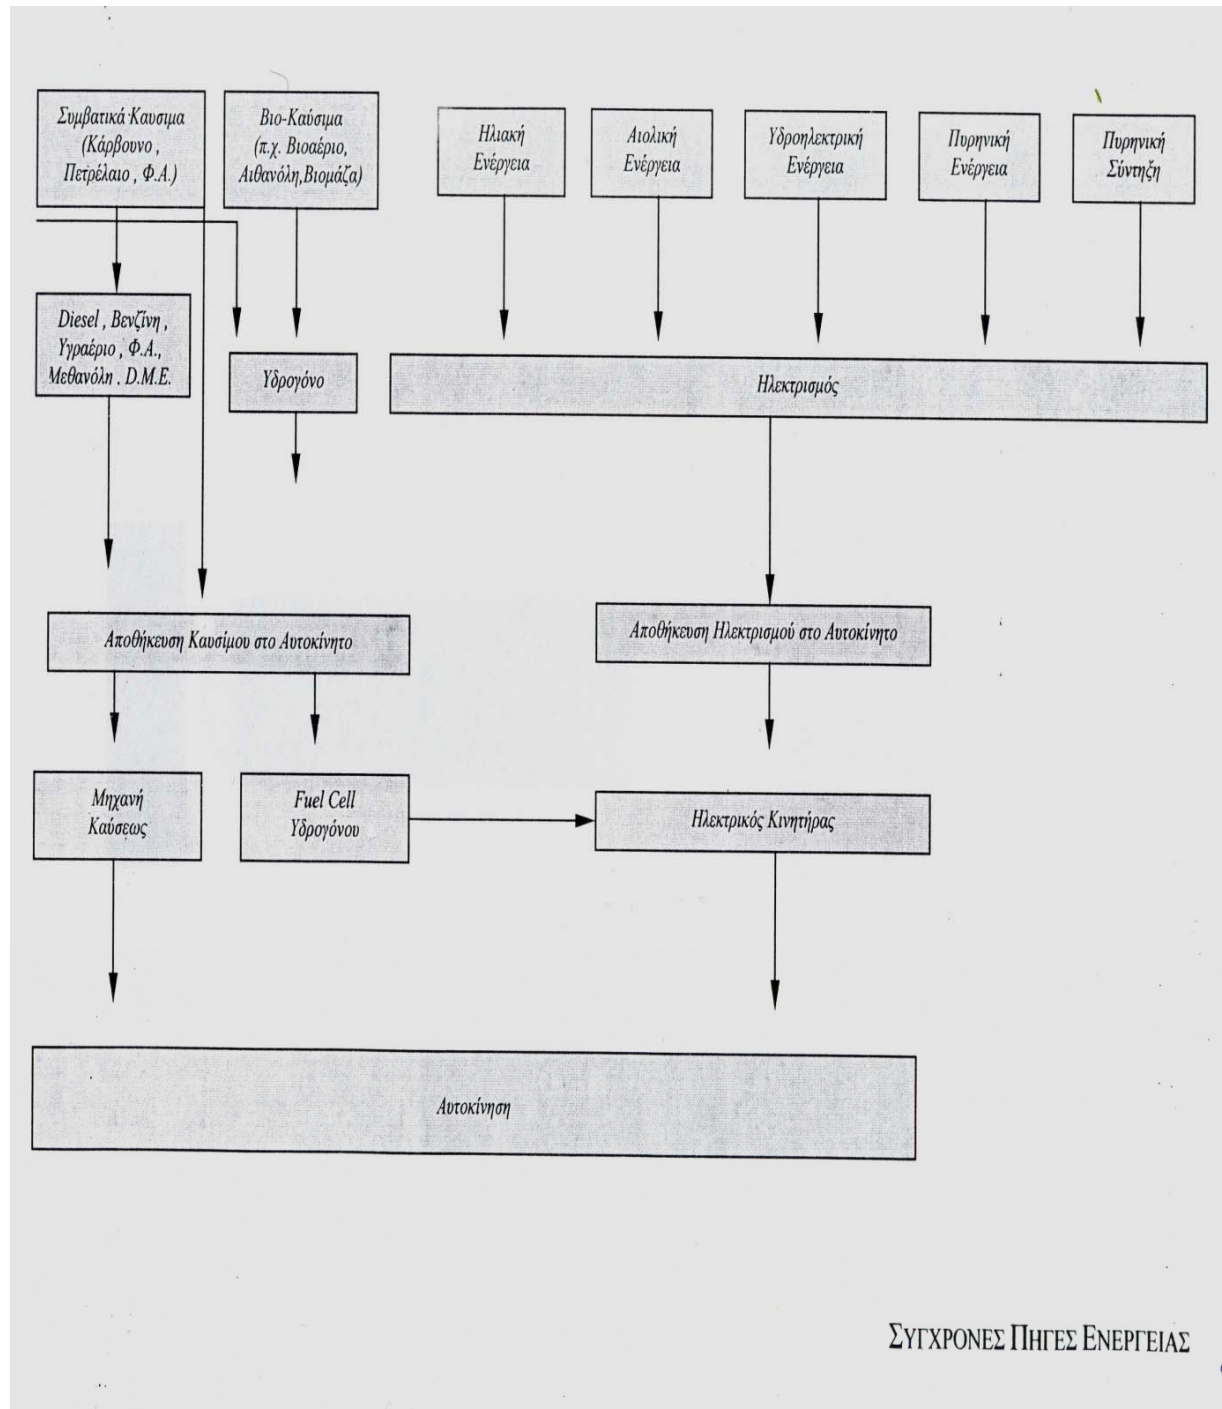 Συμβατικά Καυσιμα
(Κάρβουνο ,
Πετρέλαιο , Φ.Α.)
Βιο-Καύσιμα
(π.χ. Βιοαέριο,
Αιθανόλη,Βιομάζα)
Ηλιακή
Ενέργεια
Αιολική
Ενέργεια
Υδροηλεκτρική
Ενέργεια
Πυρηνική
Ενέργεια
Πυρηνική
Σύντηξη
Diesel , Βενζίνη ,
Υγραέριο , Φ.Α.,
Μεθανόλη . D.M.E.
Υδρογόνο
Ηλεκτρισμός
Αποθήκευση Καυσίμου στο Αυτοκίνητο
Αποθήκευση Ηλεκτρισμού στο Αυτοκίνητο
Μηχανή
Καύσεως
Fuel Cell
Υδρογόνου
Ηλεκτρικός Κινητήρας
Αυτοκίνηση
ΣΥΓΧΡΟΝΕΣ ΠΗΓΕΣ ΕΝΕΡΓΕΙΑΣ